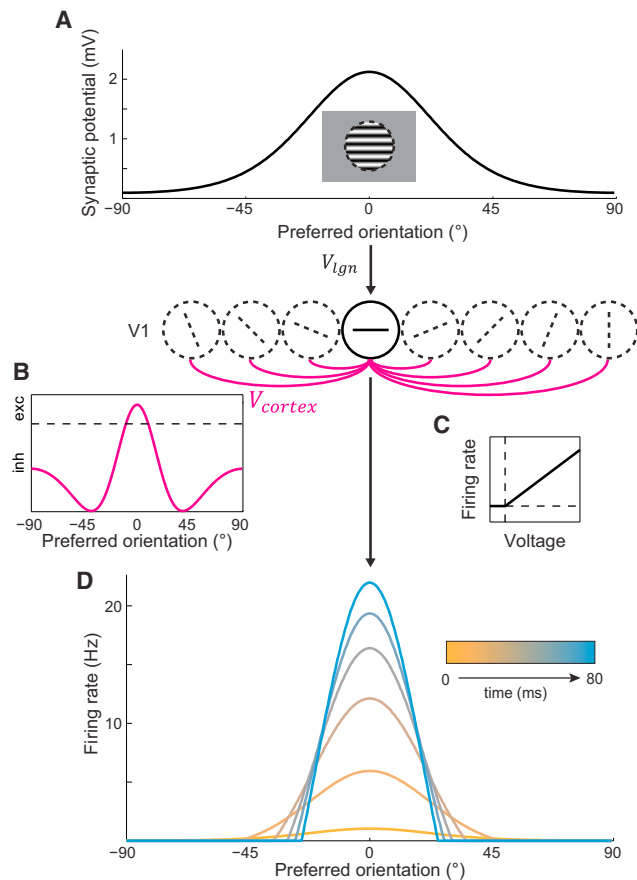 A
Synaptic potential (mV)
2
1
−90
−45
0
45
90
Preferred orientation (°)
V_lgn
V1
B
V_cortex
exc
inh
−90
−45
0
45
90
Preferred orientation (°)
C
Firing rate
Voltage
D
Firing rate (Hz)
20
10
0
−90
−45
0
45
90
Preferred orientation (°)
0
80
time (ms)